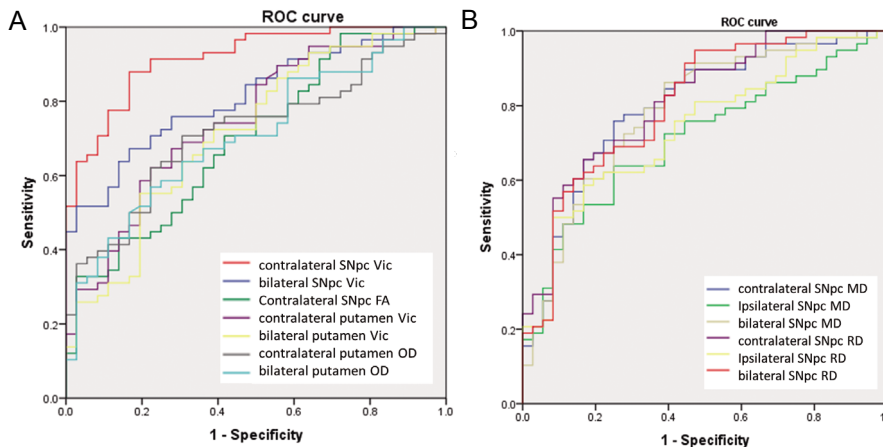 A
ROC curve
1.0
0.8
0.6
0.4
0.2
0.0
Sensitivity
contralateral SNpc Vic
bilateral SNpc Vic
Contralateral SNpc FA
contralateral putamen Vic
bilateral putamen Vic
contralateral putamen OD
bilateral putamen OD
0.0 0.2 0.4 0.6 0.8 1.0
1 - Specificity
B
ROC curve
1.0
0.8
0.6
0.4
0.2
0.0
Sensitivity
contralateral SNpc MD
Ipsilateral SNpc MD
bilateral SNpc MD
contralateral SNpc RD
Ipsilateral SNpc RD
bilateral SNpc RD
0.0 0.2 0.4 0.6 0.8 1.0
1 - Specificity